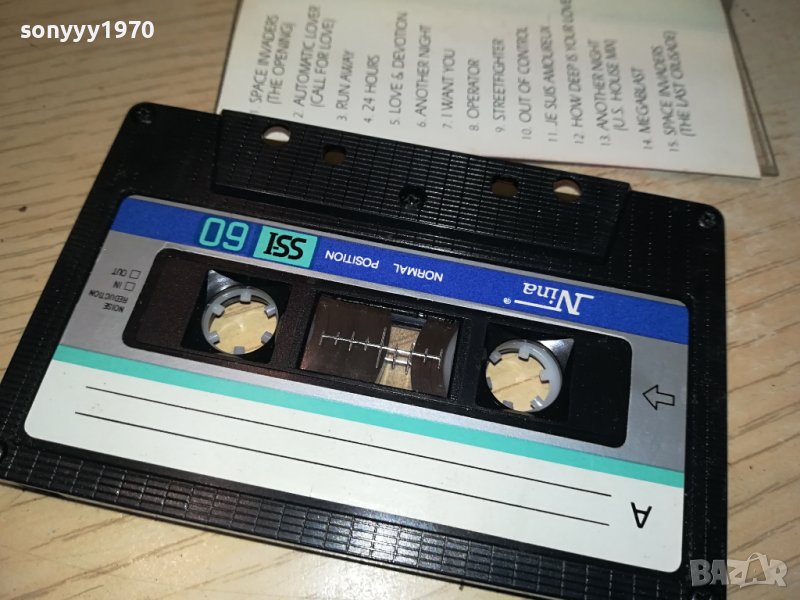 sonyyy1970
1 SPACE INVADERS
(THE OPENING)
2. AUTOMATIC LOVER
(CALL FOR LOVE)
3. RUN AWAY
4. 24 HOURS
5. LOVE & DEVOTION
6. ANOTHER NIGHT
7. I WANT YOU
8 OPERATOR
9. STREETFIGHTER
10. OUT OF CONTROL
11. JE SUIS AMOUREUX ...
12 HOW DEEP IS YOUR LOVE
13. ANOTHER NIGHT
(U.S. HOUSE MIX)
14. MEGABLAST
15. SPACE INVADERS
(THE LAST CRUSADE)
A
Nina ®
NORMAL POSITION
SSI
60
NOISE
REDUCTION
IN
OUT
BAZAR